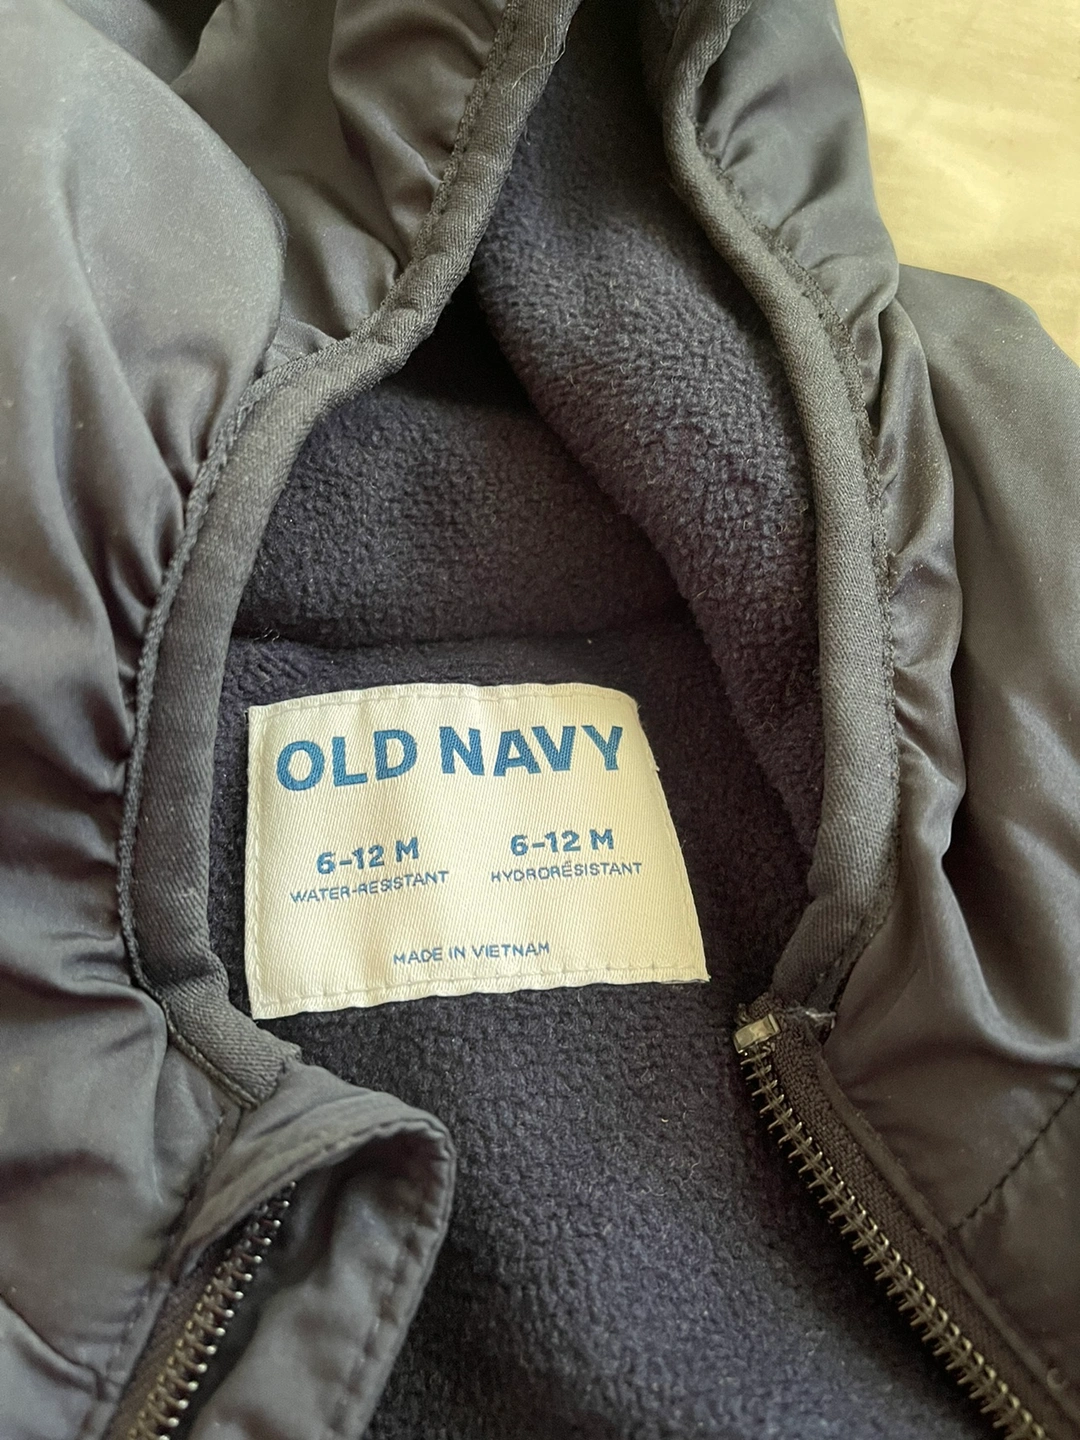 OLD NAVY
6-12 M 6-12 M
WATER-RESISTANT HYDRORÉSISTANT
MADE IN VIETNAM